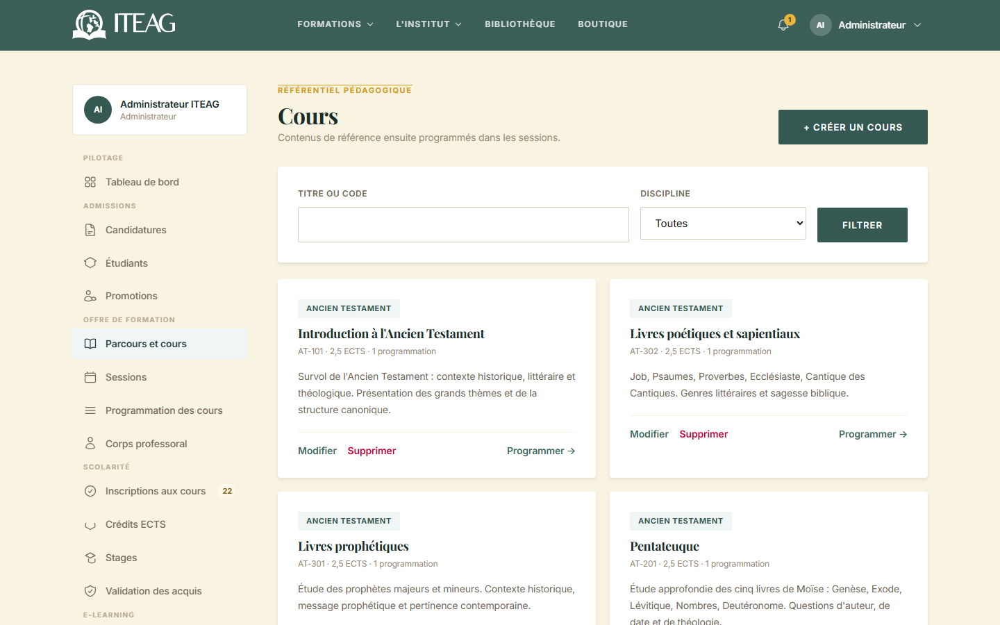 ITEAG
FORMATIONS
L'INSTITUT
BIBLIOTHÈQUE
BOUTIQUE
1
AI
Administrateur
AI
Administrateur ITEAG
Administrateur
PILOTAGE
Tableau de bord
ADMISSIONS
Candidatures
Étudiants
Promotions
OFFRE DE FORMATION
Parcours et cours
Sessions
Programmation des cours
Corps professoral
SCOLARITÉ
Inscriptions aux cours 22
Crédits ECTS
Stages
Validation des acquis
E-LEARNING
RÉFÉRENTIEL PÉDAGOGIQUE
Cours
Contenus de référence ensuite programmés dans les sessions.
+ CRÉER UN COURS
TITRE OU CODE
DISCIPLINE
Toutes
FILTRER
ANCIEN TESTAMENT
Introduction à l'Ancien Testament
AT-101 · 2,5 ECTS · 1 programmation
Survol de l'Ancien Testament : contexte historique, littéraire et
théologique. Présentation des grands thèmes et de la
structure canonique.
Modifier Supprimer Programmer →
ANCIEN TESTAMENT
Livres poétiques et sapientiaux
AT-302 · 2,5 ECTS · 1 programmation
Job, Psaumes, Proverbes, Ecclésiaste, Cantique des
Cantiques. Genres littéraires et sagesse biblique.
Modifier Supprimer Programmer →
ANCIEN TESTAMENT
Livres prophétiques
AT-301 · 2,5 ECTS · 1 programmation
Étude des prophètes majeurs et mineurs. Contexte historique,
message prophétique et pertinence contemporaine.
ANCIEN TESTAMENT
Pentateuque
AT-201 · 2,5 ECTS · 1 programmation
Étude approfondie des cinq livres de Moïse : Genèse, Exode,
Lévitique, Nombres, Deutéronome. Questions d'auteur, de
date et de théologie.